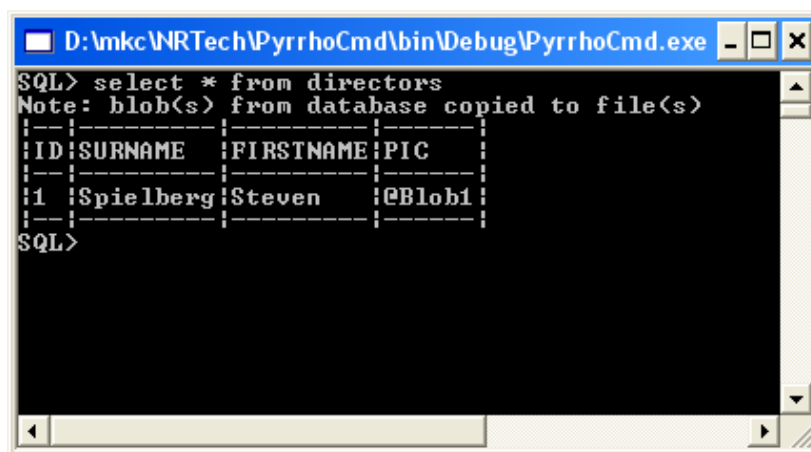 D:\mkc\NRTech\PyrrhoCmd\bin\Debug\PyrrhoCmd.exe
SQL> select * from directors
Note: blob(s) from database copied to file(s)
|--|---------|---------|------|
|ID|SURNAME  |FIRSTNAME|PIC   |
|--|---------|---------|------|
|1 |Spielberg|Steven   |@Blob1|
|--|---------|---------|------|
SQL>